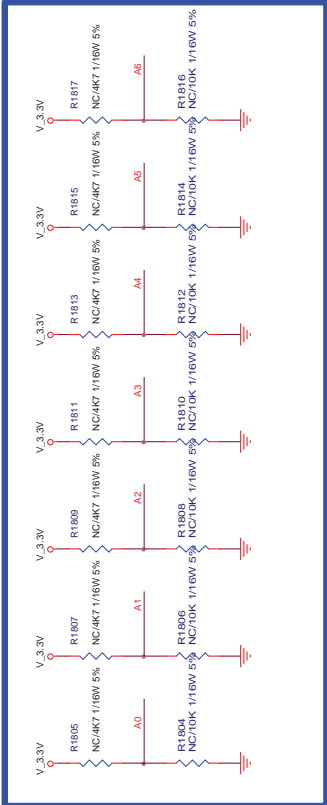 V_3.3V
R1817
NC/4K7 1/16W 5%
A6
R1816
NC/10K 1/16W 5%
V_3.3V
R1815
NC/4K7 1/16W 5%
A5
R1814
NC/10K 1/16W 5%
V_3.3V
R1813
NC/4K7 1/16W 5%
A4
R1812
NC/10K 1/16W 5%
V_3.3V
R1811
NC/4K7 1/16W 5%
A3
R1810
NC/10K 1/16W 5%
V_3.3V
R1809
NC/4K7 1/16W 5%
A2
R1808
NC/10K 1/16W 5%
V_3.3V
R1807
NC/4K7 1/16W 5%
A1
R1806
NC/10K 1/16W 5%
V_3.3V
R1805
NC/4K7 1/16W 5%
A0
R1804
NC/10K 1/16W 5%